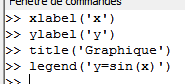 Fenêtre de commandes
>> xlabel('x')
>> ylabel('y')
>> title('Graphique')
>> legend('y=sin(x)')
>>